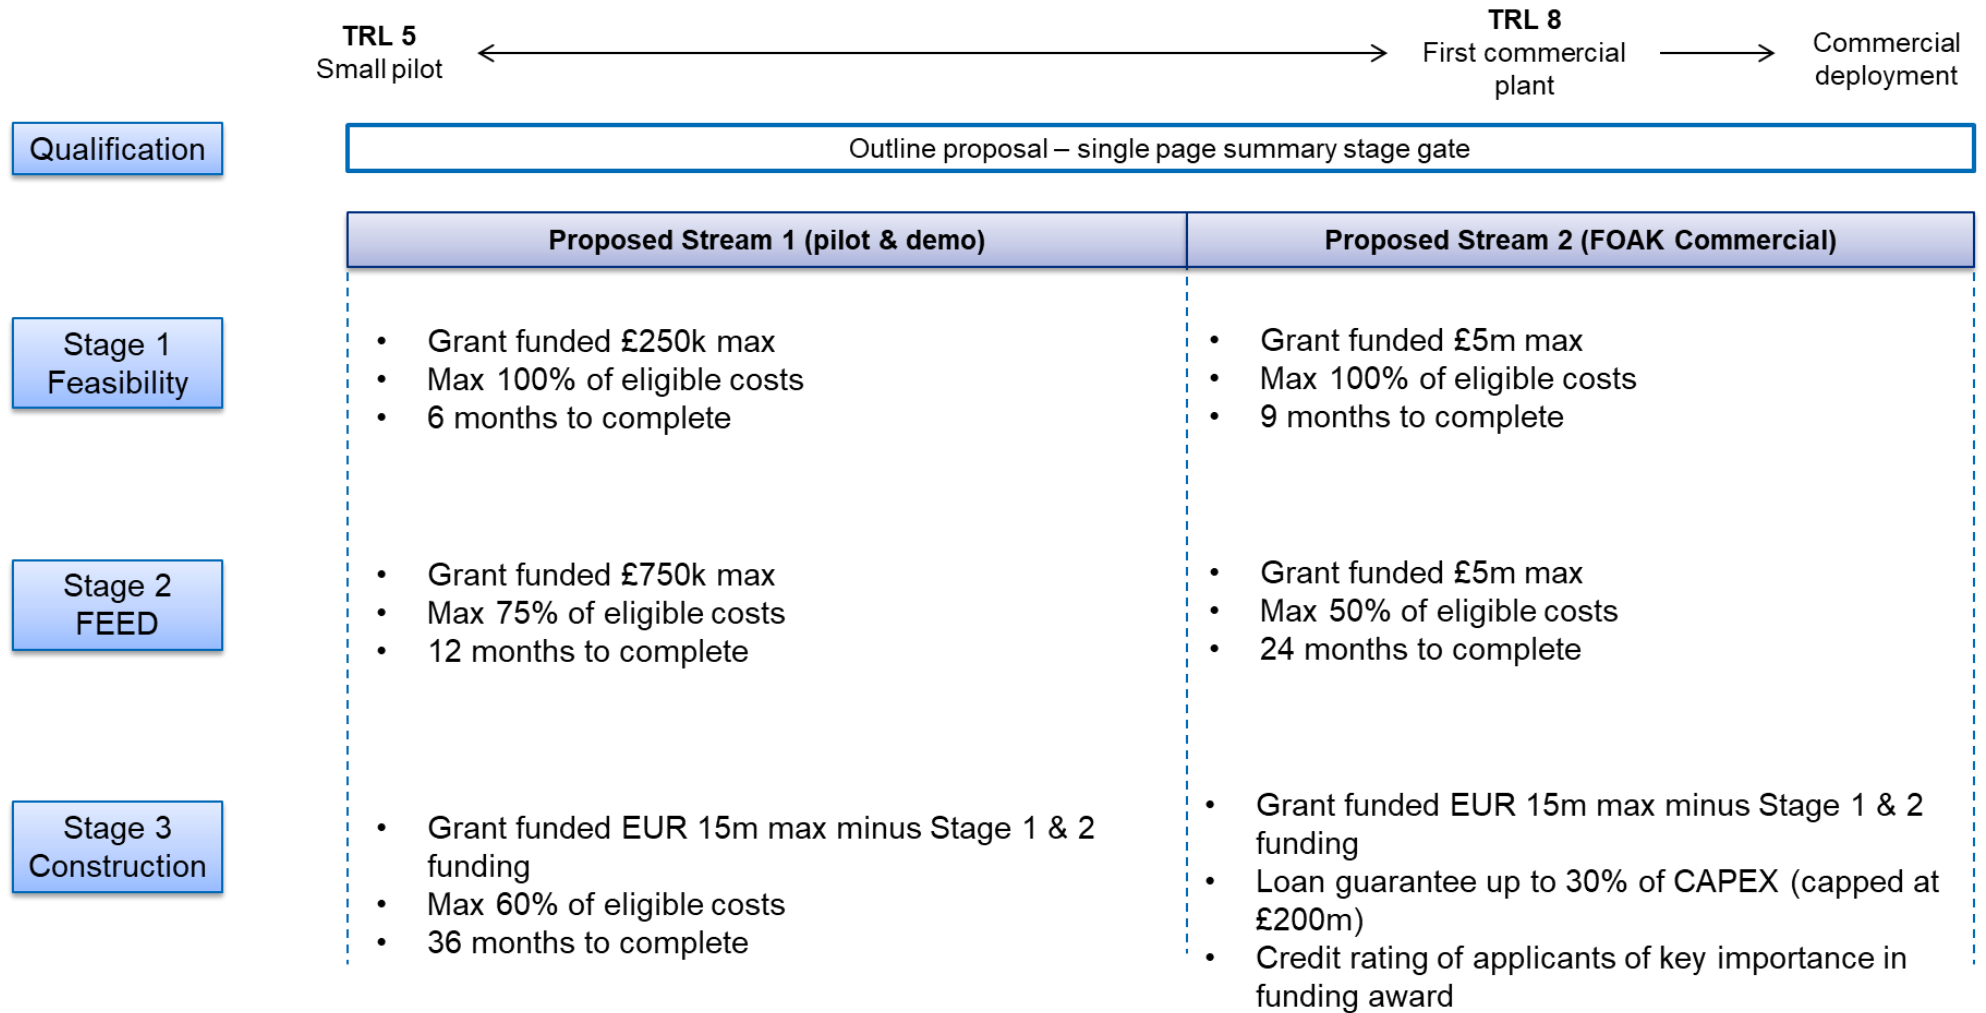 TRL 5
Small pilot
TRL 8
First commercial
plant
Commercial
deployment
Qualification
Outline proposal – single page summary stage gate
Proposed Stream 1 (pilot & demo)
Proposed Stream 2 (FOAK Commercial)
Stage 1
Feasibility
• Grant funded £250k max
• Max 100% of eligible costs
• 6 months to complete
• Grant funded £5m max
• Max 100% of eligible costs
• 9 months to complete
Stage 2
FEED
• Grant funded £750k max
• Max 75% of eligible costs
• 12 months to complete
• Grant funded £5m max
• Max 50% of eligible costs
• 24 months to complete
Stage 3
Construction
• Grant funded EUR 15m max minus Stage 1 & 2
funding
• Max 60% of eligible costs
• 36 months to complete
• Grant funded EUR 15m max minus Stage 1 & 2
funding
• Loan guarantee up to 30% of CAPEX (capped at
£200m)
• Credit rating of applicants of key importance in
funding award